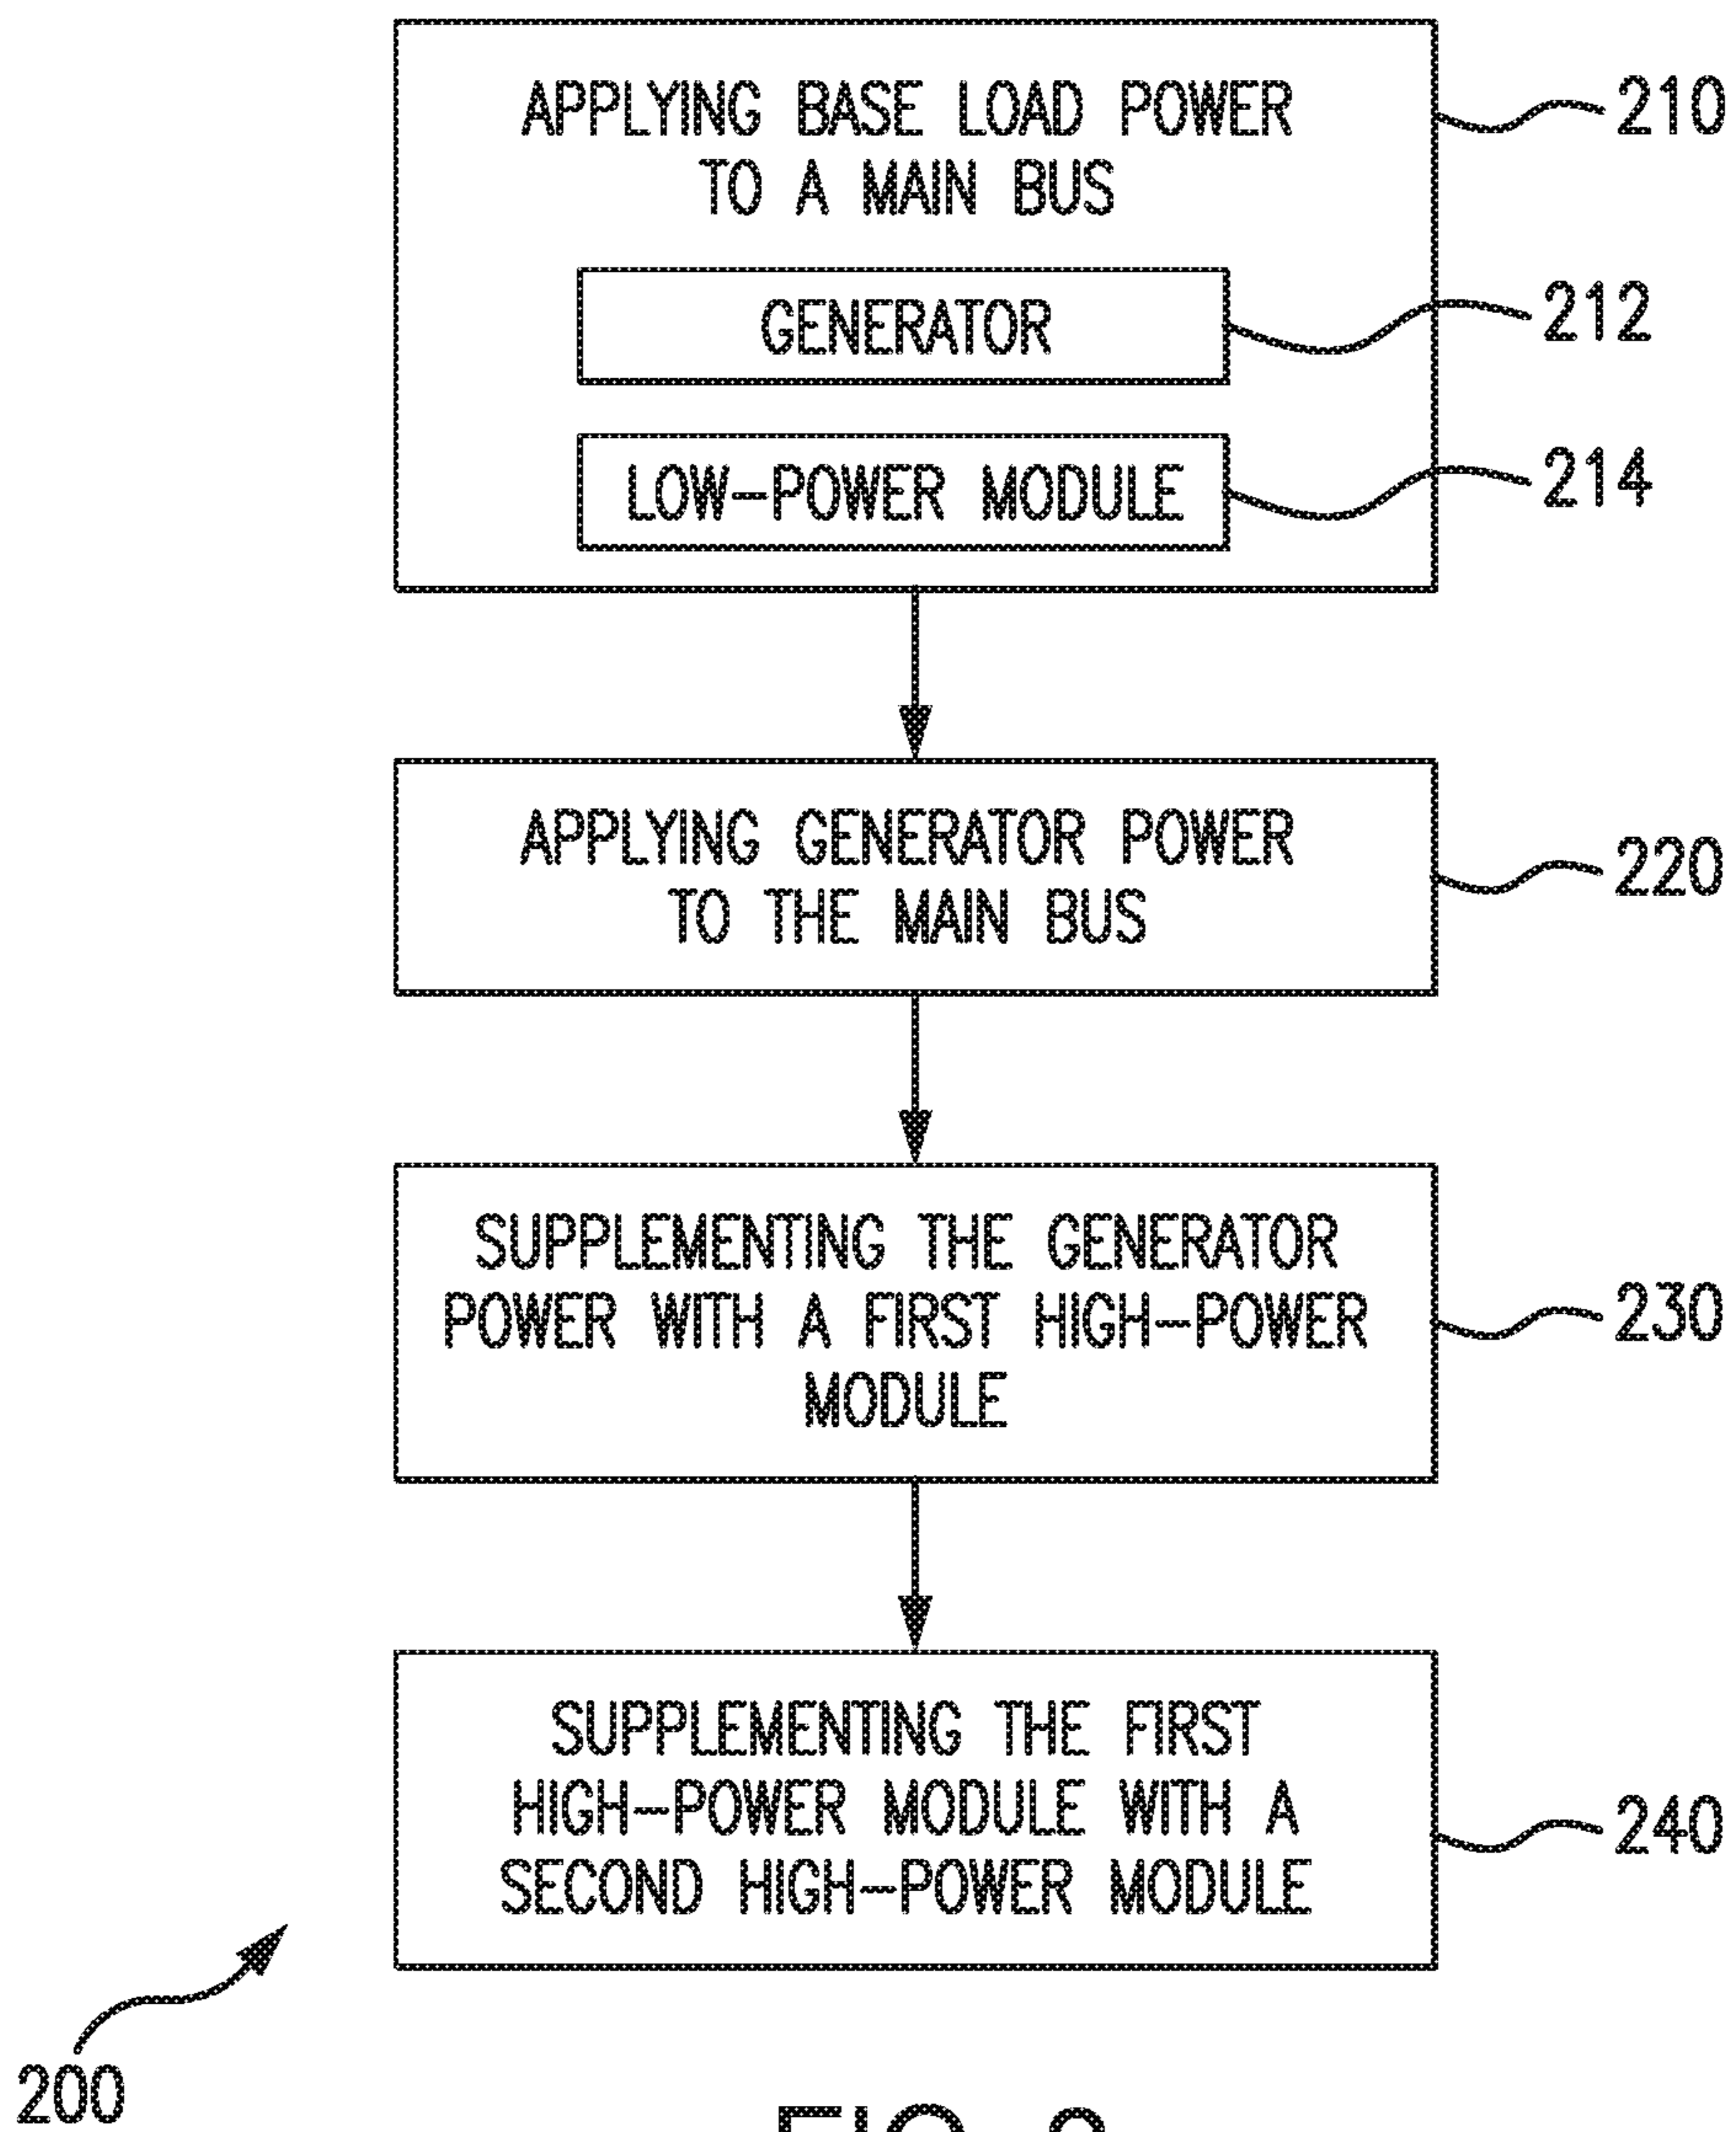 APPLYING BASE LOAD POWER
TO A MAIN BUS
210
GENERATOR
212
LOW-POWER MODULE
214
APPLYING GENERATOR POWER
TO THE MAIN BUS
220
SUPPLEMENTING THE GENERATOR
POWER WITH A FIRST HIGH-POWER
MODULE
230
SUPPLEMENTING THE FIRST
HIGH-POWER MODULE WITH A
SECOND HIGH-POWER MODULE
240
200